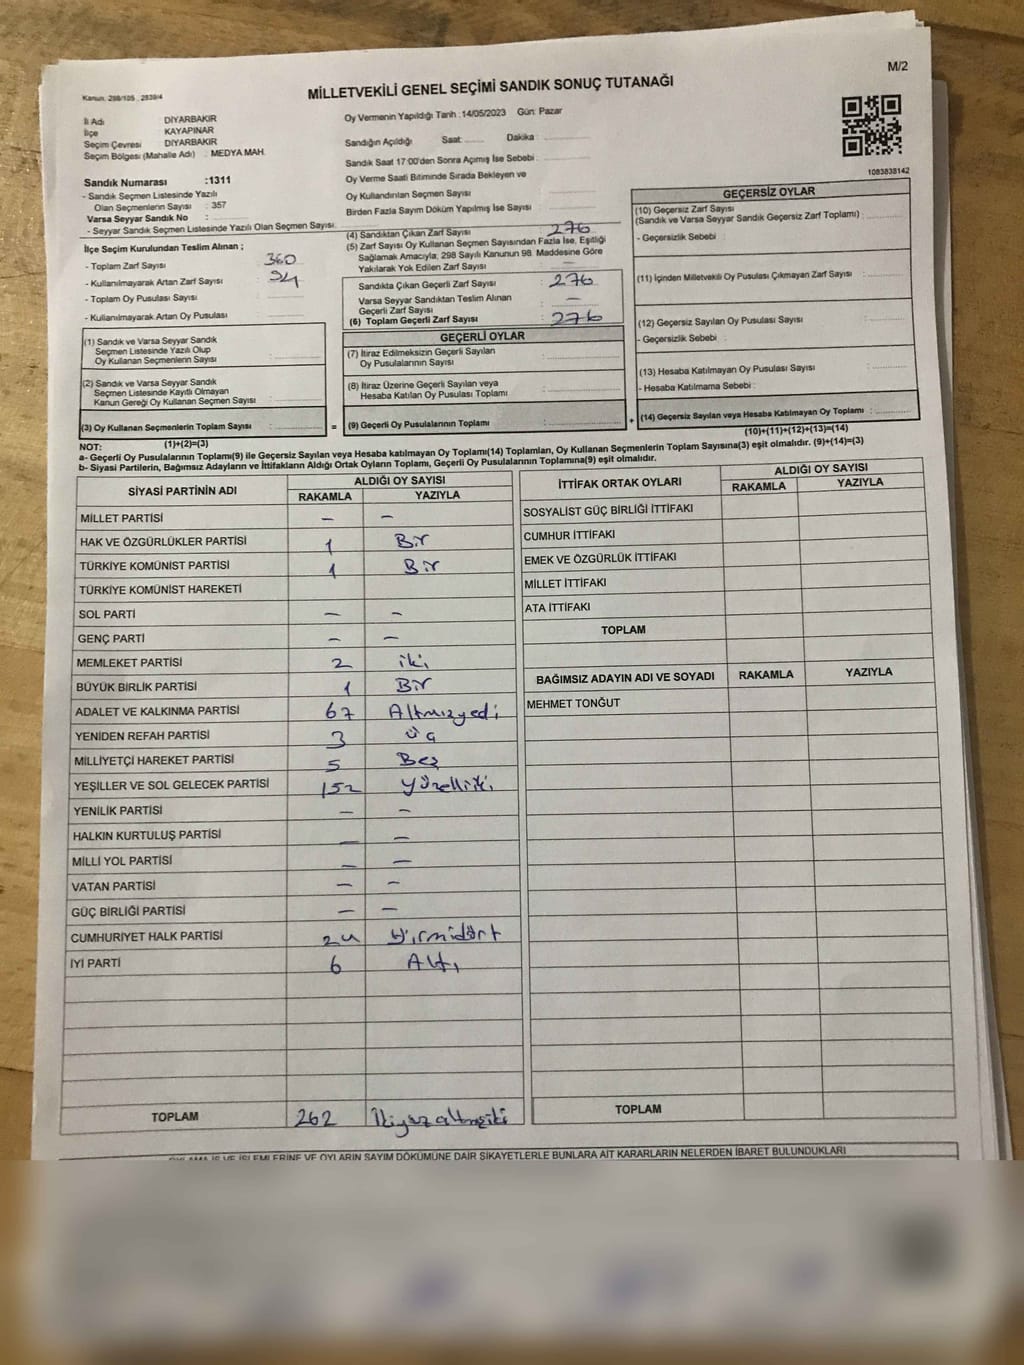 M/2
Kanun: 298/105 , 2839/4
MİLLETVEKİLİ GENEL SEÇİMİ SANDIK SONUÇ TUTANAĞI
İl Adı DİYARBAKIR
İlçe KAYAPINAR
Seçim Çevresi DİYARBAKIR
Seçim Bölgesi (Mahalle Adı) : MEDYA MAH.
Sandık Numarası :1311
- Sandık Seçmen Listesinde Yazılı
Olan Seçmenlerin Sayısı : 357
Varsa Seyyar Sandık No :
- Seyyar Sandık Seçmen Listesinde Yazılı Olan Seçmen Sayısı:
Oy Vermenin Yapıldığı Tarih :14/05/2023 Gün: Pazar
Sandığın Açıldığı Saat: Dakika :
Sandık Saat 17:00'den Sonra Açımış İse Sebebi :
Oy Verme Saati Bitiminde Sırada Bekleyen ve
Oy Kullandırılan Seçmen Sayısı :
Birden Fazla Sayım Döküm Yapılmış İse Sayısı :
1083838142
İlçe Seçim Kurulundan Teslim Alınan ;
- Toplam Zarf Sayısı : 360
- Kullanılmayarak Artan Zarf Sayısı :
- Toplam Oy Pusulası Sayısı :
- Kullanılmayarak Artan Oy Pusulası :
(4) Sandıktan Çıkan Zarf Sayısı : 276
(5) Zarf Sayısı Oy Kullanan Seçmen Sayısından Fazla İse, Eşitliği
Sağlamak Amacıyla, 298 Sayılı Kanunun 98. Maddesine Göre
Yakılarak Yok Edilen Zarf Sayısı : —
Sandıkta Çıkan Geçerli Zarf Sayısı : 276
Varsa Seyyar Sandıktan Teslim Alınan
Geçerli Zarf Sayısı : —
(6) Toplam Geçerli Zarf Sayısı : 276
GEÇERSİZ OYLAR
(10) Geçersiz Zarf Sayısı
(Sandık ve Varsa Seyyar Sandık Geçersiz Zarf Toplamı) :
- Geçersizlik Sebebi :
(11) İçinden Milletvekili Oy Pusulası Çıkmayan Zarf Sayısı :
(12) Geçersiz Sayılan Oy Pusulası Sayısı :
- Geçersizlik Sebebi :
(13) Hesaba Katılmayan Oy Pusulası Sayısı :
- Hesaba Katılmama Sebebi :
(14) Geçersiz Sayılan veya Hesaba Katılmayan Oy Toplamı :
(10)+(11)+(12)+(13)=(14)
(1) Sandık ve Varsa Seyyar Sandık
Seçmen Listesinde Yazılı Olup
Oy Kullanan Seçmenlerin Sayısı :
(2) Sandık ve Varsa Seyyar Sandık
Seçmen Listesinde Kayıtlı Olmayan
Kanun Gereği Oy Kullanan Seçmen Sayısı :
(3) Oy Kullanan Seçmenlerin Toplam Sayısı :
(1)+(2)=(3)
=
GEÇERLİ OYLAR
(7) İtiraz Edilmeksizin Geçerli Sayılan
Oy Pusulalarının Sayısı :
(8) İtiraz Üzerine Geçerli Sayılan veya
Hesaba Katılan Oy Pusulası Toplamı :
(9) Geçerli Oy Pusulalarının Toplamı :
+
NOT:
a- Geçerli Oy Pusulalarının Toplamı(9) ile Geçersiz Sayılan veya Hesaba katılmayan Oy Toplamı(14) Toplamları, Oy Kullanan Seçmenlerin Toplam Sayısına(3) eşit olmalıdır. (9)+(14)=(3)
b- Siyasi Partilerin, Bağımsız Adayların ve İttifakların Aldığı Ortak Oyların Toplamı, Geçerli Oy Pusulalarının Toplamına(9) eşit olmalıdır.
SİYASİ PARTİNİN ADI ALDIĞI OY SAYISI
RAKAMLA YAZIYLA
MİLLET PARTİSİ — —
HAK VE ÖZGÜRLÜKLER PARTİSİ 1 Bir
TÜRKİYE KOMÜNİST PARTİSİ 1 Bir
TÜRKİYE KOMÜNİST HAREKETİ
SOL PARTİ — —
GENÇ PARTİ — —
MEMLEKET PARTİSİ 2 iki
BÜYÜK BİRLİK PARTİSİ 1 Bir
ADALET VE KALKINMA PARTİSİ 67 Altmışyedi
YENİDEN REFAH PARTİSİ 3 üç
MİLLİYETÇİ HAREKET PARTİSİ 5 Beş
YEŞİLLER VE SOL GELECEK PARTİSİ 152 yüzelliiki
YENİLİK PARTİSİ — —
HALKIN KURTULUŞ PARTİSİ — —
MİLLİ YOL PARTİSİ — —
VATAN PARTİSİ — —
GÜÇ BİRLİĞİ PARTİSİ — —
CUMHURİYET HALK PARTİSİ 24 Yirmidört
İYİ PARTİ 6 Altı
TOPLAM 262 İkiyüzaltmışiki
İTTİFAK ORTAK OYLARI ALDIĞI OY SAYISI
RAKAMLA YAZIYLA
SOSYALİST GÜÇ BİRLİĞİ İTTİFAKI
CUMHUR İTTİFAKI
EMEK VE ÖZGÜRLÜK İTTİFAKI
MİLLET İTTİFAKI
ATA İTTİFAKI
TOPLAM
BAĞIMSIZ ADAYIN ADI VE SOYADI RAKAMLA YAZIYLA
MEHMET TONĞUT
TOPLAM
İŞ VE İŞLEMLERİNE VE OYLARIN SAYIM DÖKÜMÜNE DAİR ŞİKAYETLERLE BUNLARA AİT KARARLARIN NELERDEN İBARET BULUNDUKLARI